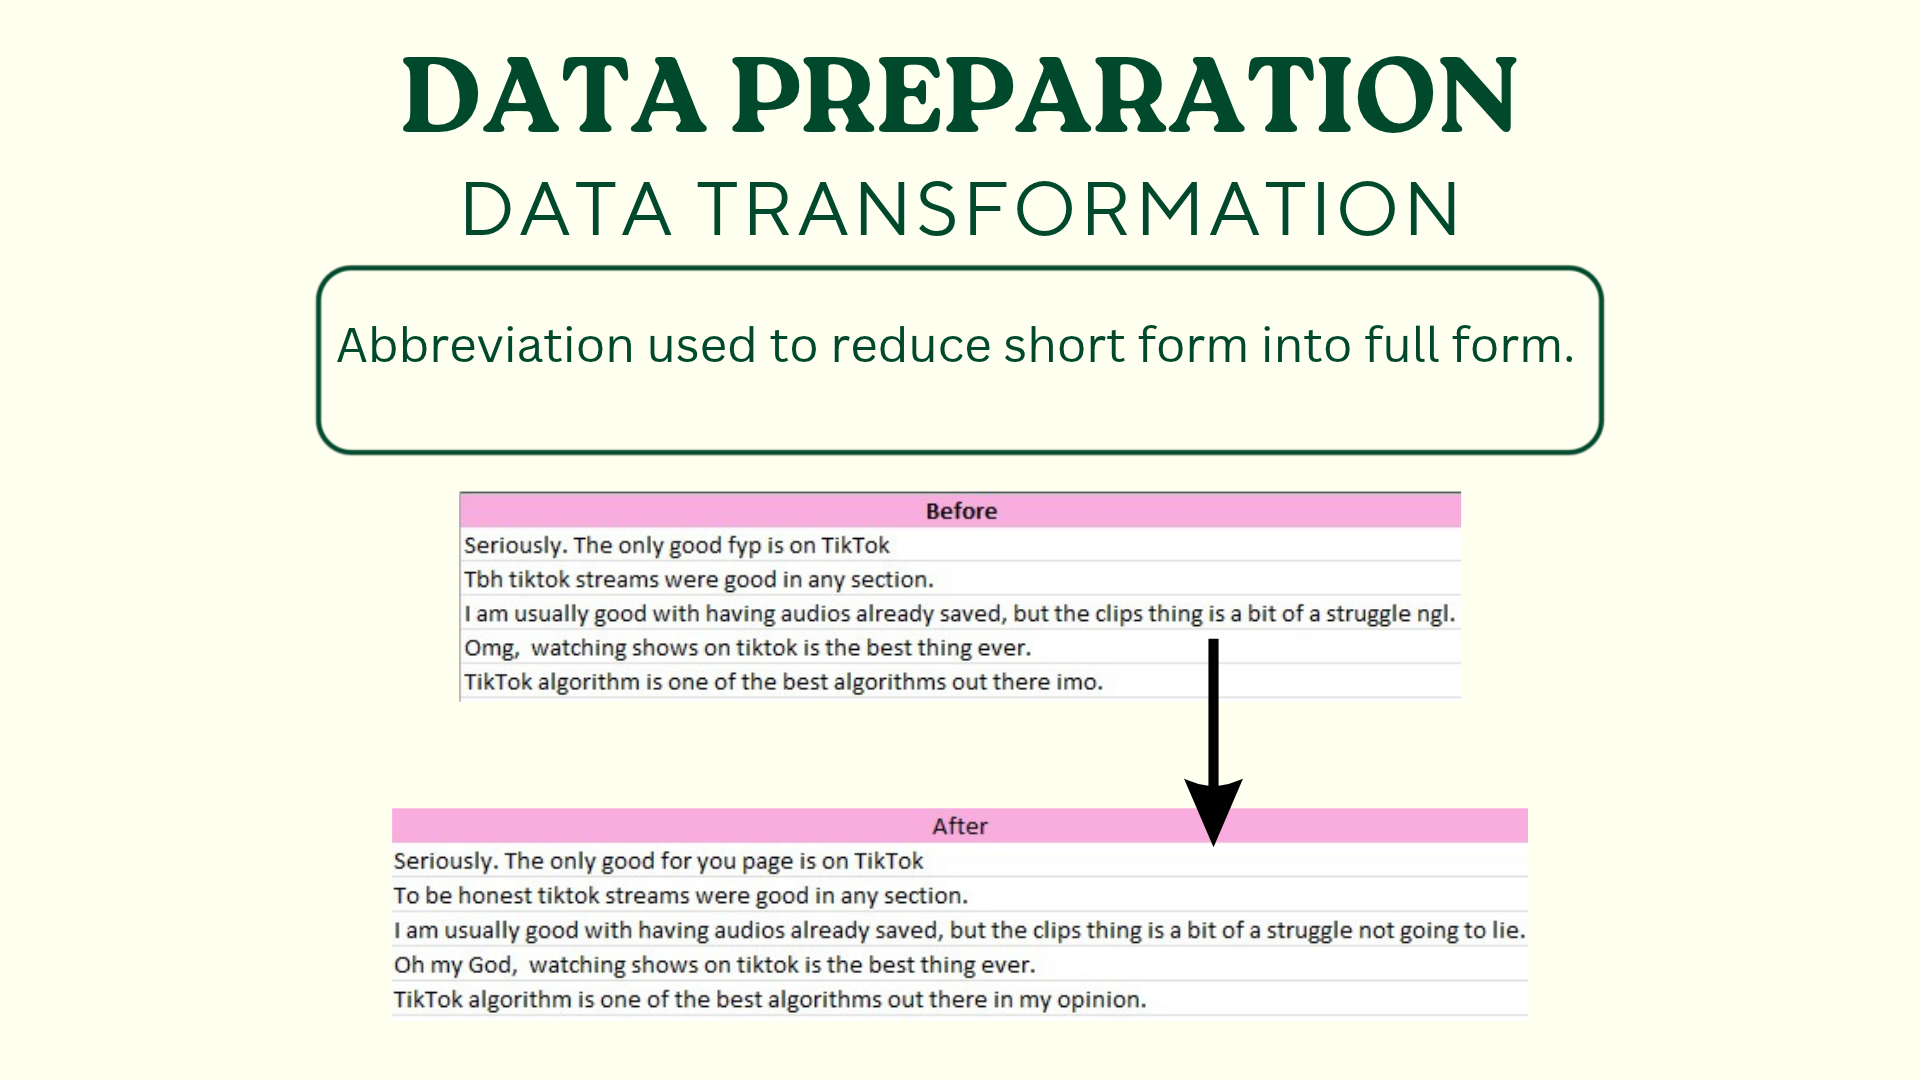 DATA PREPARATION
DATA TRANSFORMATION
Abbreviation used to reduce short form into full form.
Before
Seriously. The only good fyp is on TikTok
Tbh tiktok streams were good in any section.
I am usually good with having audios already saved, but the clips thing is a bit of a struggle ngl.
Omg,  watching shows on tiktok is the best thing ever.
TikTok algorithm is one of the best algorithms out there imo.
After
Seriously. The only good for you page is on TikTok
To be honest tiktok streams were good in any section.
I am usually good with having audios already saved, but the clips thing is a bit of a struggle not going to lie.
Oh my God,  watching shows on tiktok is the best thing ever.
TikTok algorithm is one of the best algorithms out there in my opinion.